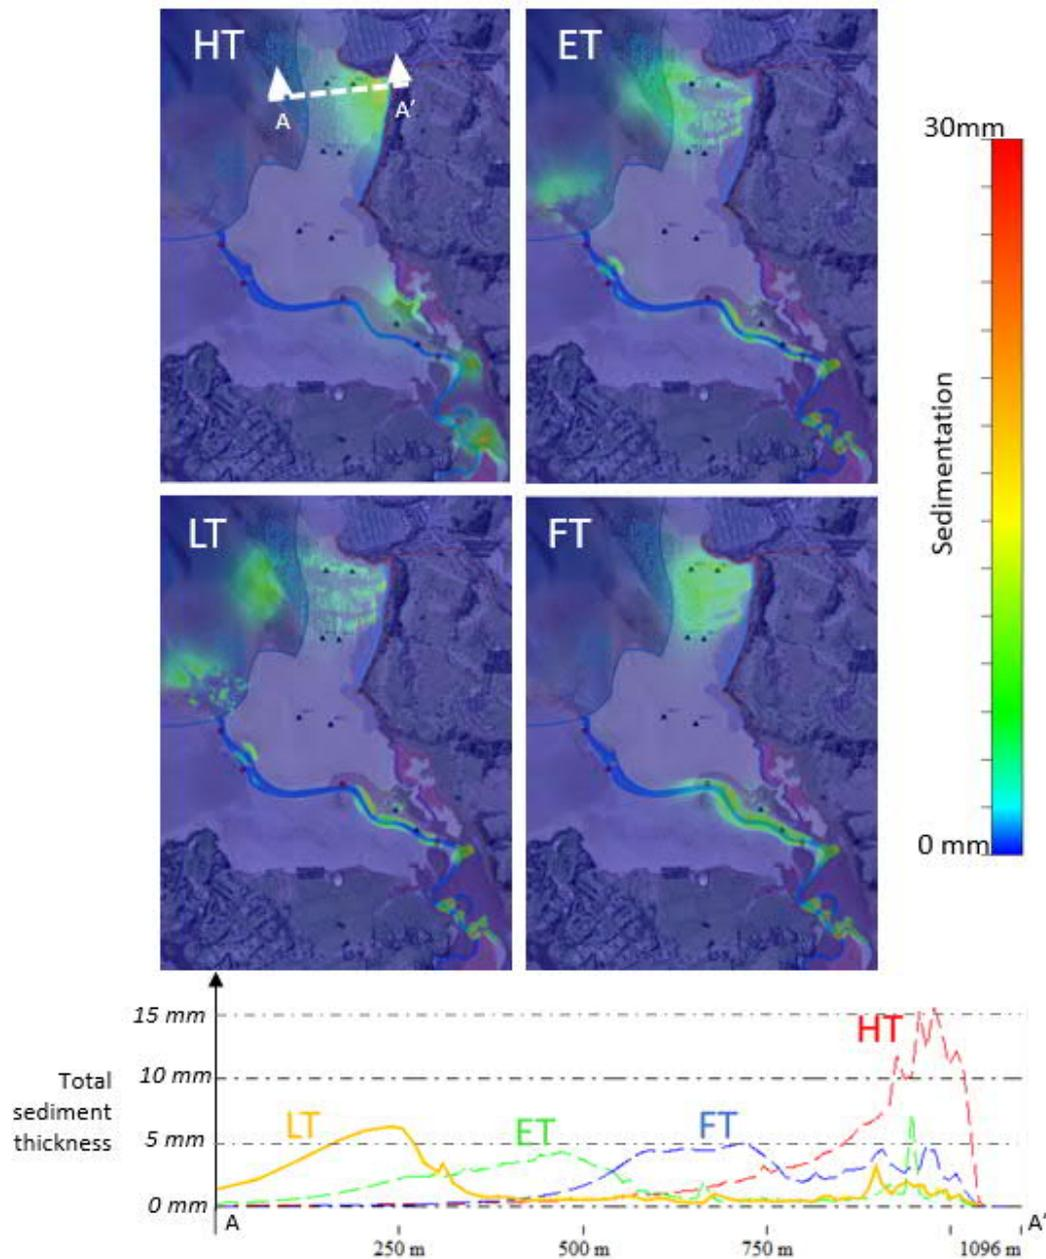 HT
A
A'
ET
30mm
Sedimentation
0 mm
LT
FT
15 mm
10 mm
5 mm
0 mm
Total
sediment
thickness
HT
LT
ET
FT
A
A'
250 m
500 m
750 m
1096 m